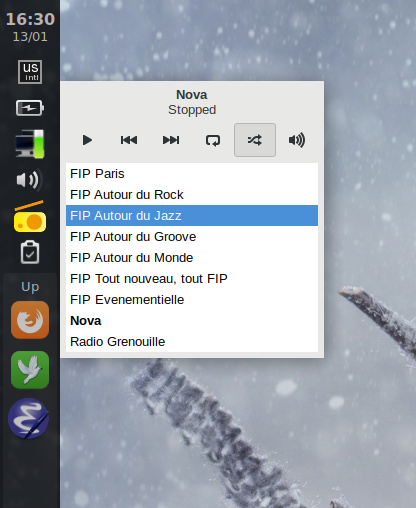 16:30
13/01
us
intl
Up
Nova
Stopped
FIP Paris
FIP Autour du Rock
FIP Autour du Jazz
FIP Autour du Groove
FIP Autour du Monde
FIP Tout nouveau, tout FIP
FIP Evenementielle
Nova
Radio Grenouille